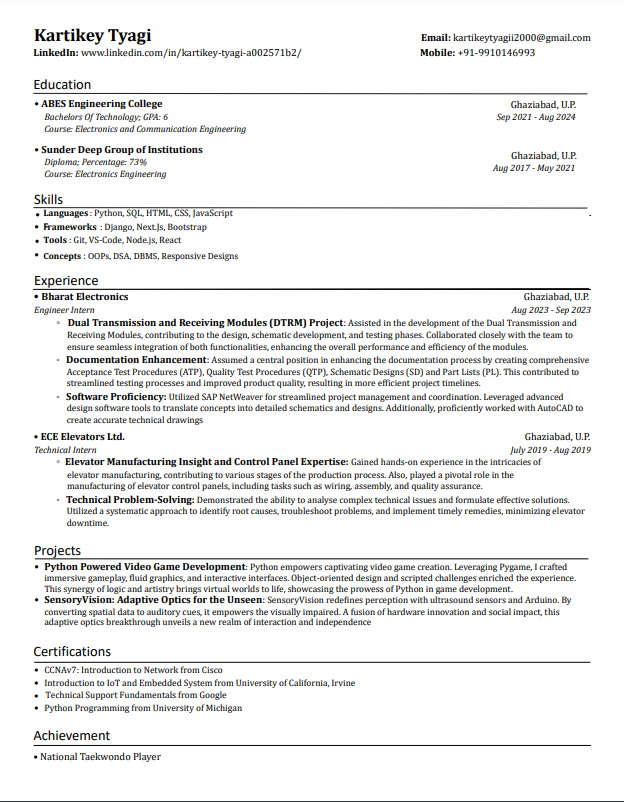 Kartikey Tyagi
Email: kartikeytyagii2000@gmail.com
LinkedIn: www.linkedin.com/in/kartikey-tyagi-a002571b2/
Mobile: +91-9910146993
Education
• ABES Engineering College
Ghaziabad, U.P.
Bachelors Of Technology; GPA: 6
Sep 2021 - Aug 2024
Course: Electronics and Communication Engineering
• Sunder Deep Group of Institutions
Ghaziabad, U.P.
Diploma; Percentage: 73%
Aug 2017 - May 2021
Course: Electronics Engineering
Skills
• Languages : Python, SQL, HTML, CSS, JavaScript
• Frameworks : Django, Next.Js, Bootstrap
• Tools : Git, VS-Code, Node.js, React
• Concepts : OOPs, DSA, DBMS, Responsive Designs
Experience
• Bharat Electronics
Ghaziabad, U.P.
Engineer Intern
Aug 2023 - Sep 2023
◦ Dual Transmission and Receiving Modules (DTRM) Project: Assisted in the development of the Dual Transmission and
Receiving Modules, contributing to the design, schematic development, and testing phases. Collaborated closely with the team to
ensure seamless integration of both functionalities, enhancing the overall performance and efficiency of the modules.
◦ Documentation Enhancement: Assumed a central position in enhancing the documentation process by creating comprehensive
Acceptance Test Procedures (ATP), Quality Test Procedures (QTP), Schematic Designs (SD) and Part Lists (PL). This contributed to
streamlined testing processes and improved product quality, resulting in more efficient project timelines.
◦ Software Proficiency: Utilized SAP NetWeaver for streamlined project management and coordination. Leveraged advanced
design software tools to translate concepts into detailed schematics and designs. Additionally, proficiently worked with AutoCAD to
create accurate technical drawings
• ECE Elevators Ltd.
Ghaziabad, U.P.
Technical Intern
July 2019 - Aug 2019
◦ Elevator Manufacturing Insight and Control Panel Expertise: Gained hands-on experience in the intricacies of
elevator manufacturing, contributing to various stages of the production process. Also, played a pivotal role in the
manufacturing of elevator control panels, including tasks such as wiring, assembly, and quality assurance.
◦ Technical Problem-Solving: Demonstrated the ability to analyse complex technical issues and formulate effective solutions.
Utilized a systematic approach to identify root causes, troubleshoot problems, and implement timely remedies, minimizing elevator
downtime.
Projects
• Python Powered Video Game Development: Python empowers captivating video game creation. Leveraging Pygame, I crafted
immersive gameplay, fluid graphics, and interactive interfaces. Object-oriented design and scripted challenges enriched the experience.
This synergy of logic and artistry brings virtual worlds to life, showcasing the prowess of Python in game development.
• SensoryVision: Adaptive Optics for the Unseen: SensoryVision redefines perception with ultrasound sensors and Arduino. By
converting spatial data to auditory cues, it empowers the visually impaired. A fusion of hardware innovation and social impact, this
adaptive optics breakthrough unveils a new realm of interaction and independence
Certifications
• CCNAv7: Introduction to Network from Cisco
• Introduction to IoT and Embedded System from University of California, Irvine
• Technical Support Fundamentals from Google
• Python Programming from University of Michigan
Achievement
• National Taekwondo Player